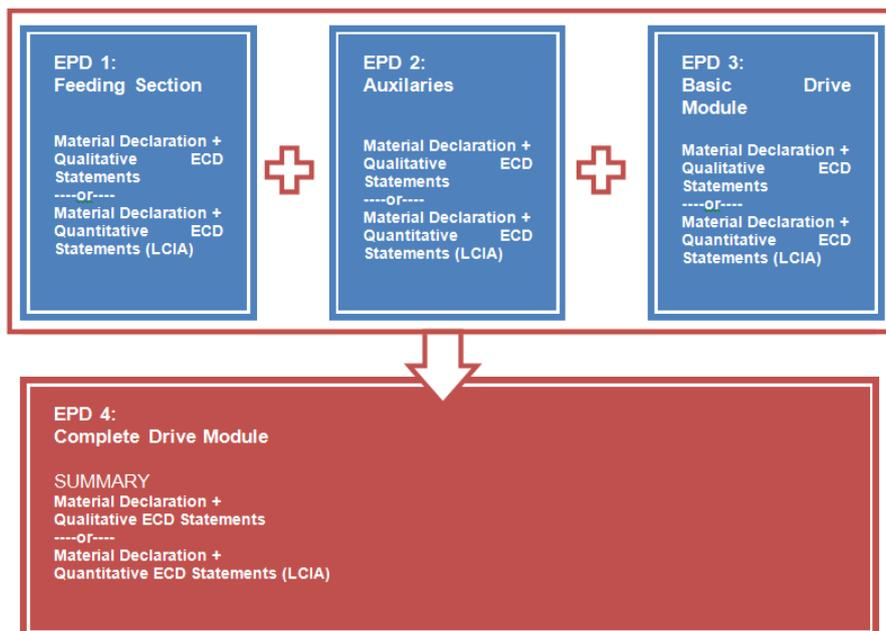 EPD 1:
Feeding Section
Material Declaration +
Qualitative ECD
Statements
----or----
Material Declaration +
Quantitative ECD
Statements (LCIA)
EPD 2:
Auxilaries
Material Declaration +
Qualitative ECD
Statements
----or----
Material Declaration +
Quantitative ECD
Statements (LCIA)
EPD 3:
Basic Drive
Module
Material Declaration +
Qualitative ECD
Statements
----or----
Material Declaration +
Quantitative ECD
Statements (LCIA)
EPD 4:
Complete Drive Module
SUMMARY
Material Declaration +
Qualitative ECD Statements
----or----
Material Declaration +
Quantitative ECD Statements (LCIA)